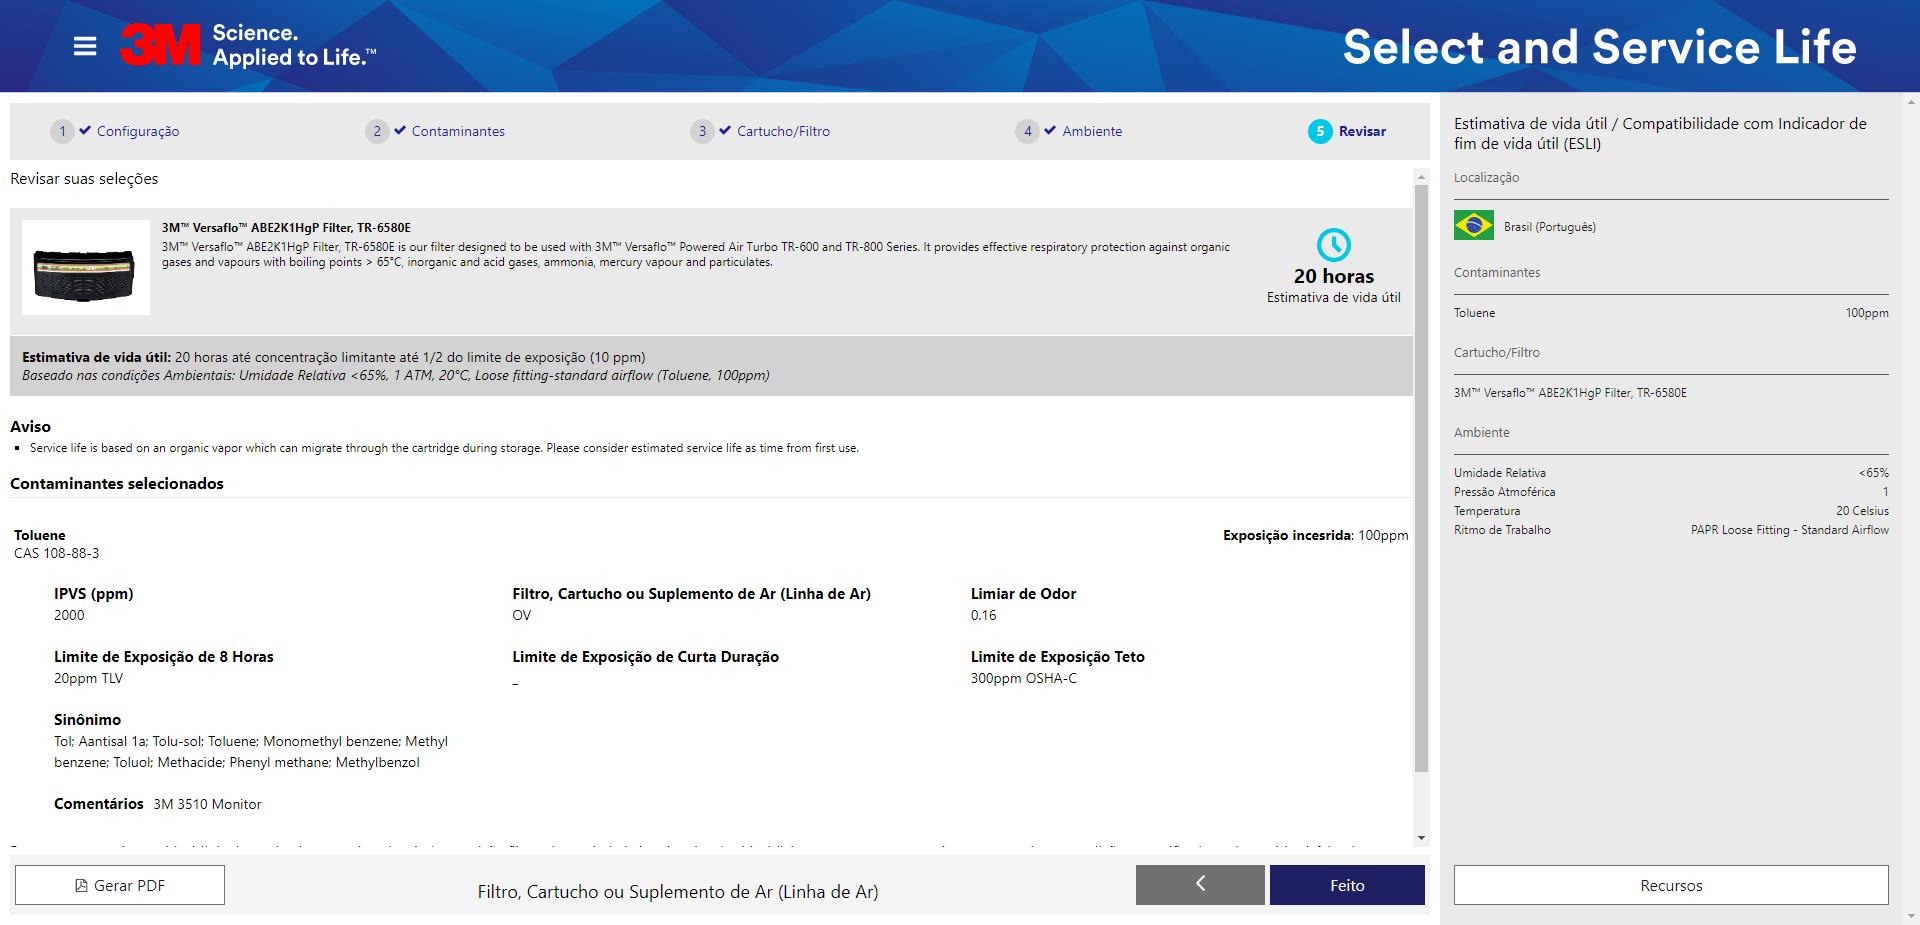 3M Science.
Applied to Life.™
Select and Service Life
1 Configuração
2 Contaminantes
3 Cartucho/Filtro
4 Ambiente
5 Revisar
Revisar suas seleções
3M™ Versaflo™ ABE2K1HgP Filter, TR-6580E
3M™ Versaflo™ ABE2K1HgP Filter, TR-6580E is our filter designed to be used with 3M™ Versaflo™ Powered Air Turbo TR-600 and TR-800 Series. It provides effective respiratory protection against organic
gases and vapours with boiling points > 65°C, inorganic and acid gases, ammonia, mercury vapour and particulates.
20 horas
Estimativa de vida útil
Estimativa de vida útil: 20 horas até concentração limitante até 1/2 do limite de exposição (10 ppm)
Baseado nas condições Ambientais: Umidade Relativa <65%, 1 ATM, 20°C, Loose fitting-standard airflow (Toluene, 100ppm)
Aviso
Service life is based on an organic vapor which can migrate through the cartridge during storage. Please consider estimated service life as time from first use.
Contaminantes selecionados
Toluene
CAS 108-88-3
Exposição incesrida: 100ppm
IPVS (ppm)
2000
Filtro, Cartucho ou Suplemento de Ar (Linha de Ar)
OV
Limiar de Odor
0.16
Limite de Exposição de 8 Horas
20ppm TLV
Limite de Exposição de Curta Duração
_
Limite de Exposição Teto
300ppm OSHA-C
Sinônimo
Tol; Aantisal 1a; Tolu-sol; Toluene; Monomethyl benzene; Methyl
benzene; Toluol; Methacide; Phenyl methane; Methylbenzol
Comentários 3M 3510 Monitor
Gerar PDF
Filtro, Cartucho ou Suplemento de Ar (Linha de Ar)
Feito
Estimativa de vida útil / Compatibilidade com Indicador de
fim de vida útil (ESLI)
Localização
Brasil (Português)
Contaminantes
Toluene 100ppm
Cartucho/Filtro
3M™ Versaflo™ ABE2K1HgP Filter, TR-6580E
Ambiente
Umidade Relativa <65%
Pressão Atmoférica 1
Temperatura 20 Celsius
Ritmo de Trabalho PAPR Loose Fitting - Standard Airflow
Recursos